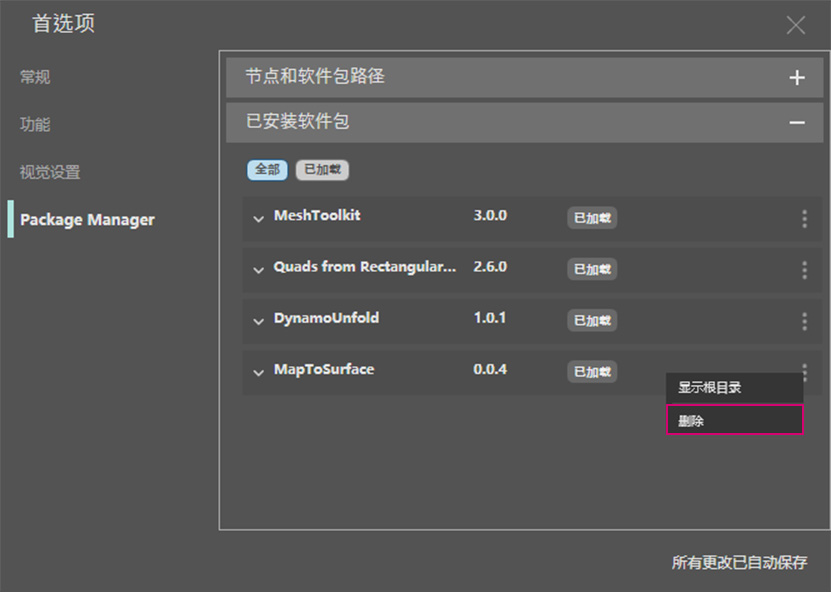 首选项
常规
功能
视觉设置
Package Manager
节点和软件包路径
已安装软件包
全部 已加载
MeshToolkit 3.0.0 已加载
Quads from Rectangular... 2.6.0 已加载
DynamoUnfold 1.0.1 已加载
MapToSurface 0.0.4 已加载
显示根目录
删除
所有更改已自动保存